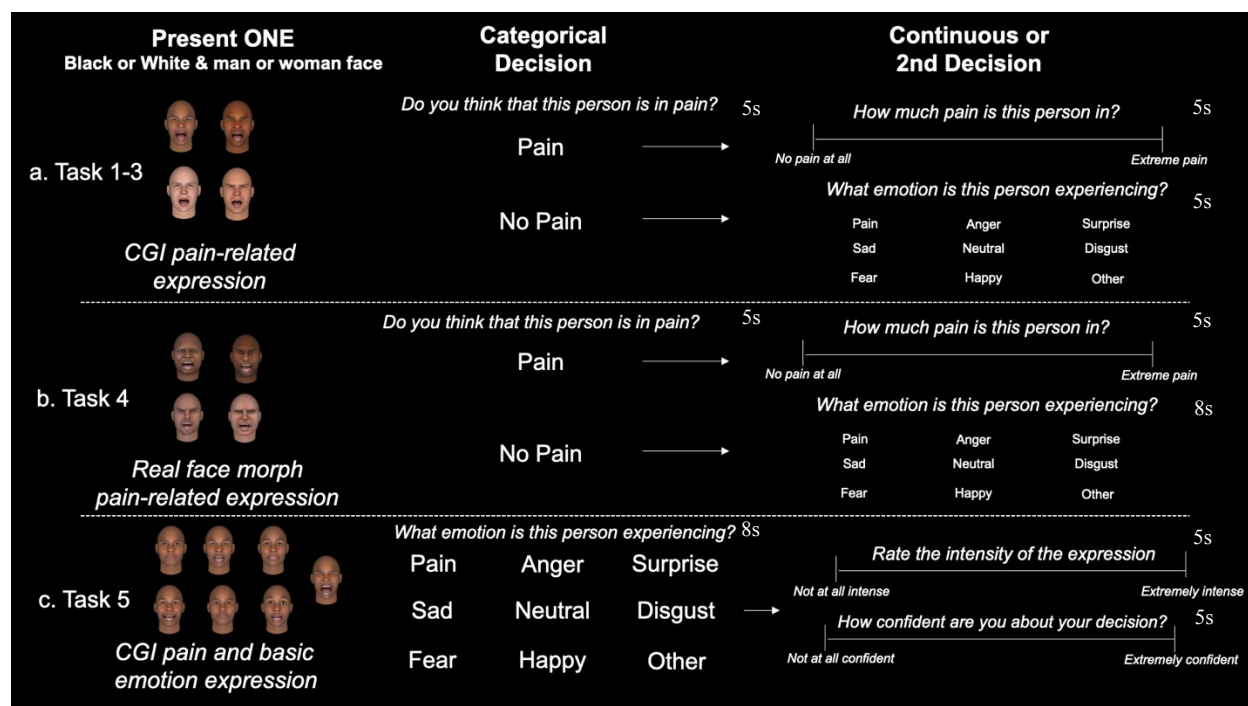 Present ONE
Black or White & man or woman face
Categorical
Decision
Continuous or
2nd Decision
a. Task 1-3
CGI pain-related
expression
Do you think that this person is in pain? 5s
Pain
No Pain
How much pain is this person in? 5s
No pain at all Extreme pain
What emotion is this person experiencing? 5s
Pain Anger Surprise
Sad Neutral Disgust
Fear Happy Other
b. Task 4
Real face morph
pain-related expression
Do you think that this person is in pain? 5s
Pain
No Pain
How much pain is this person in? 5s
No pain at all Extreme pain
What emotion is this person experiencing? 8s
Pain Anger Surprise
Sad Neutral Disgust
Fear Happy Other
c. Task 5
CGI pain and basic
emotion expression
What emotion is this person experiencing? 8s
Pain Anger Surprise
Sad Neutral Disgust
Fear Happy Other
Rate the intensity of the expression 5s
Not at all intense Extremely intense
How confident are you about your decision? 5s
Not at all confident Extremely confident